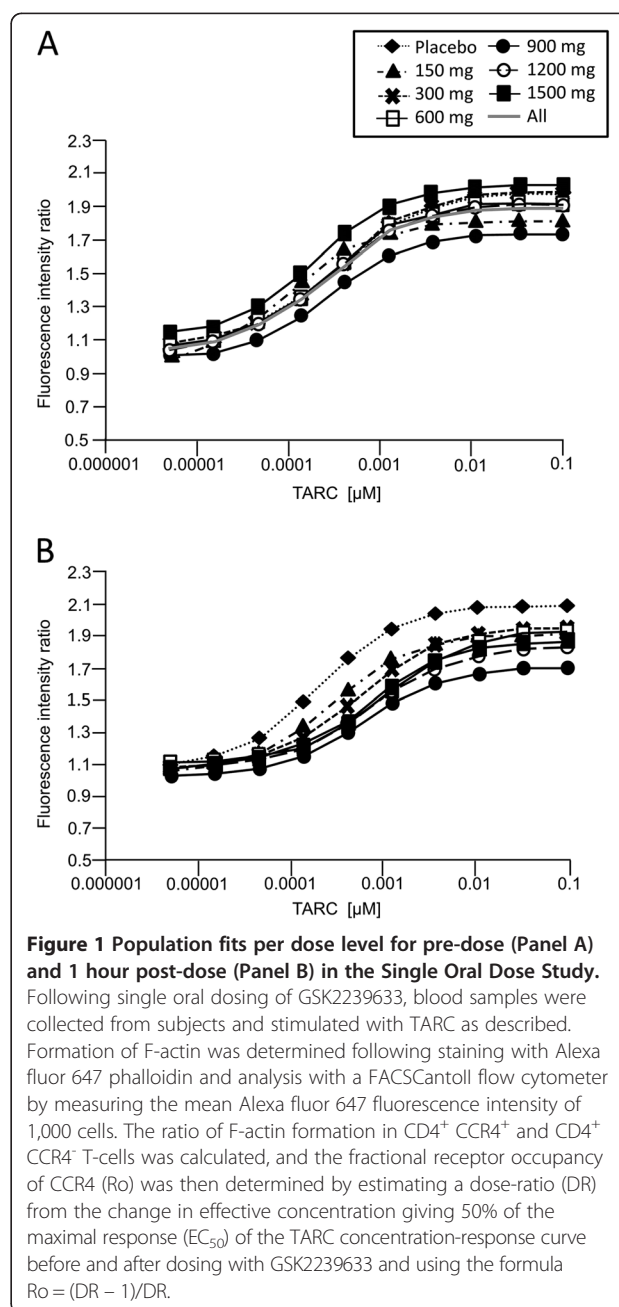 A
Placebo 900 mg
150 mg 1200 mg
300 mg 1500 mg
600 mg All
2.3
2.1
1.9
1.7
1.5
1.3
1.1
0.9
0.7
0.5
Fluorescence intensity ratio
0.000001 0.00001 0.0001 0.001 0.01 0.1
TARC [µM]
B
2.3
2.1
1.9
1.7
1.5
1.3
1.1
0.9
0.7
0.5
Fluorescence intensity ratio
0.000001 0.00001 0.0001 0.001 0.01 0.1
TARC [µM]
Figure 1 Population fits per dose level for pre-dose (Panel A)
and 1 hour post-dose (Panel B) in the Single Oral Dose Study.
Following single oral dosing of GSK2239633, blood samples were
collected from subjects and stimulated with TARC as described.
Formation of F-actin was determined following staining with Alexa
fluor 647 phalloidin and analysis with a FACSCantoII flow cytometer
by measuring the mean Alexa fluor 647 fluorescence intensity of
1,000 cells. The ratio of F-actin formation in CD4⁺ CCR4⁺ and CD4⁺
CCR4⁻ T-cells was calculated, and the fractional receptor occupancy
of CCR4 (Ro) was then determined by estimating a dose-ratio (DR)
from the change in effective concentration giving 50% of the
maximal response (EC₅₀) of the TARC concentration-response curve
before and after dosing with GSK2239633 and using the formula
Ro = (DR – 1)/DR.